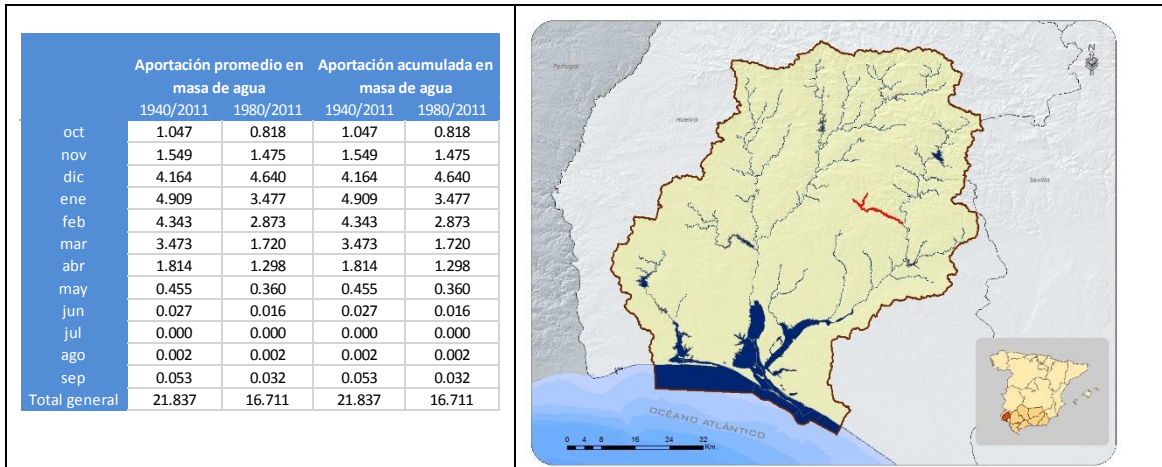 Aportación promedio en masa de agua Aportación acumulada en masa de agua
1940/2011 1980/2011 1940/2011 1980/2011
oct 1.047 0.818 1.047 0.818
nov 1.549 1.475 1.549 1.475
dic 4.164 4.640 4.164 4.640
ene 4.909 3.477 4.909 3.477
feb 4.343 2.873 4.343 2.873
mar 3.473 1.720 3.473 1.720
abr 1.814 1.298 1.814 1.298
may 0.455 0.360 0.455 0.360
jun 0.027 0.016 0.027 0.016
jul 0.000 0.000 0.000 0.000
ago 0.002 0.002 0.002 0.002
sep 0.053 0.032 0.053 0.032
Total general 21.837 16.711 21.837 16.711
N
Portugal
Huelva
Sevilla
OCÉANO ATLÁNTICO
0 4 8 16 24 32
Km.